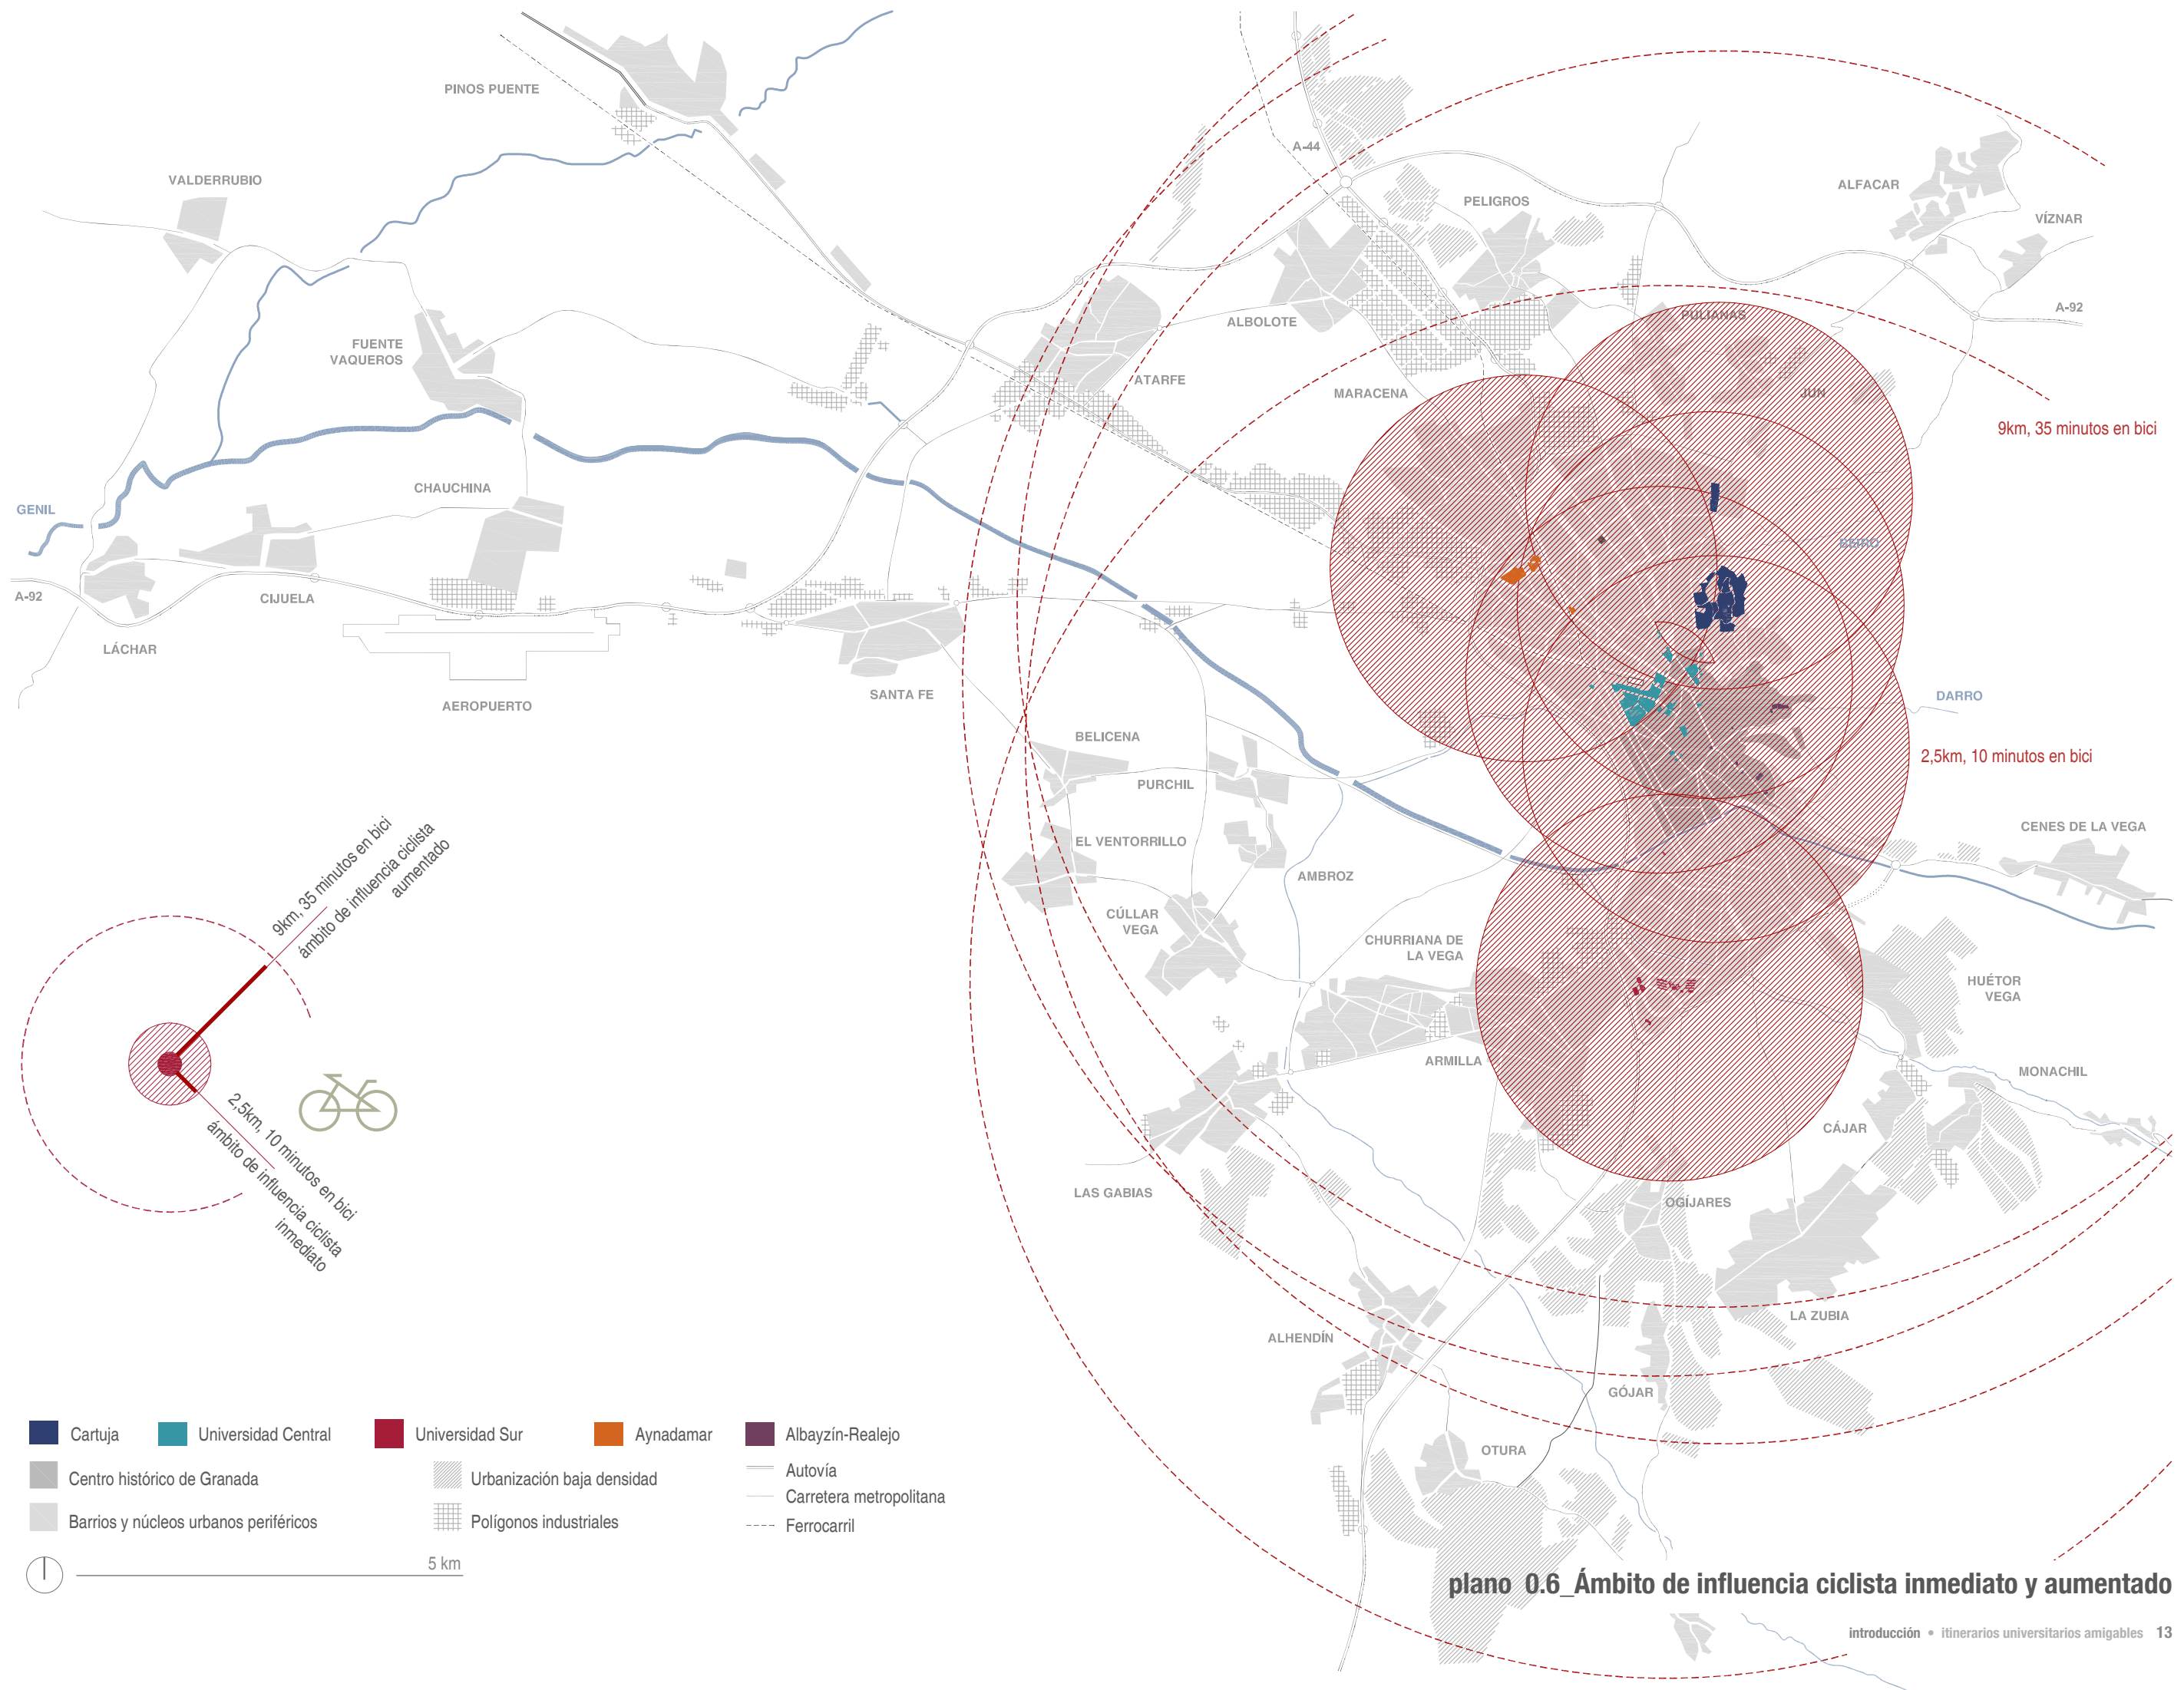 PINOS PUENTE
VALDERRUBIO
A-44
PELIGROS
ALFACAR
VÍZNAR
A-92
FUENTE
VAQUEROS
ALBOLOTE
PULIANAS
ATARFE
MARACENA
JUN
9km, 35 minutos en bici
CHAUCHINA
GENIL
BEIRO
A-92
CIJUELA
LÁCHAR
AEROPUERTO
SANTA FE
DARRO
BELICENA
PURCHIL
2,5km, 10 minutos en bici
EL VENTORRILLO
AMBROZ
CENES DE LA VEGA
CÚLLAR
VEGA
CHURRIANA DE
LA VEGA
HUÉTOR
VEGA
ARMILLA
MONACHIL
CÁJAR
LAS GABIAS
OGÍJARES
LA ZUBIA
ALHENDÍN
GÓJAR
OTURA
9km, 35 minutos en bici
ámbito de influencia ciclista
aumentado
2,5km, 10 minutos en bici
ámbito de influencia ciclista
inmediato
Cartuja
Universidad Central
Universidad Sur
Aynadamar
Albayzín-Realejo
Centro histórico de Granada
Urbanización baja densidad
Autovía
Carretera metropolitana
Barrios y núcleos urbanos periféricos
Polígonos industriales
Ferrocarril
5 km
plano 0.6_Ámbito de influencia ciclista inmediato y aumentado
introducción • itinerarios universitarios amigables 13